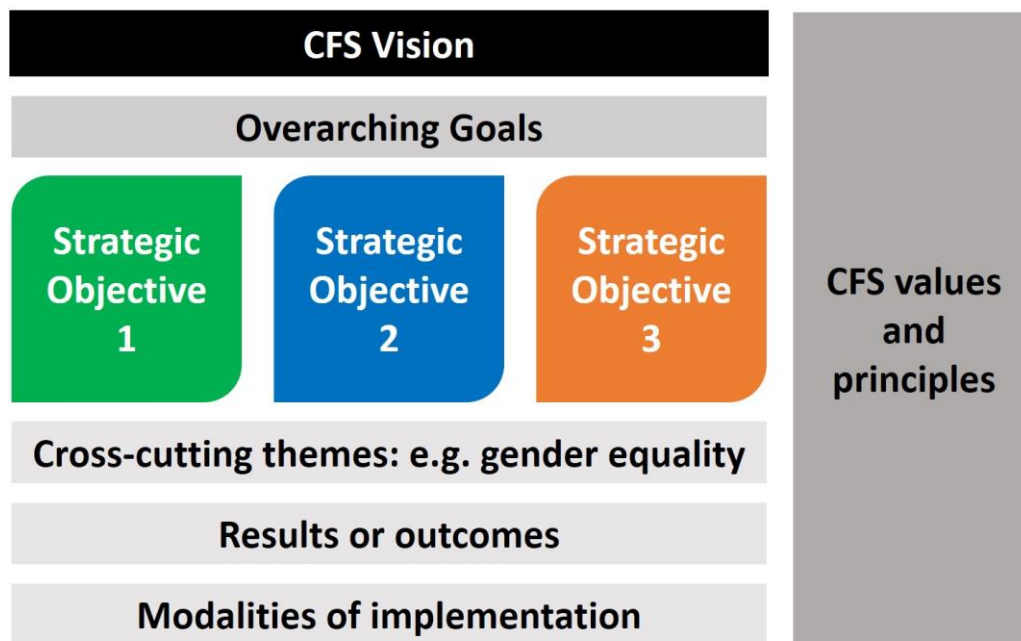 CFS Vision
Overarching Goals
Strategic
Objective
1
Strategic
Objective
2
Strategic
Objective
3
Cross-cutting themes: e.g. gender equality
Results or outcomes
Modalities of implementation
CFS values
and
principles